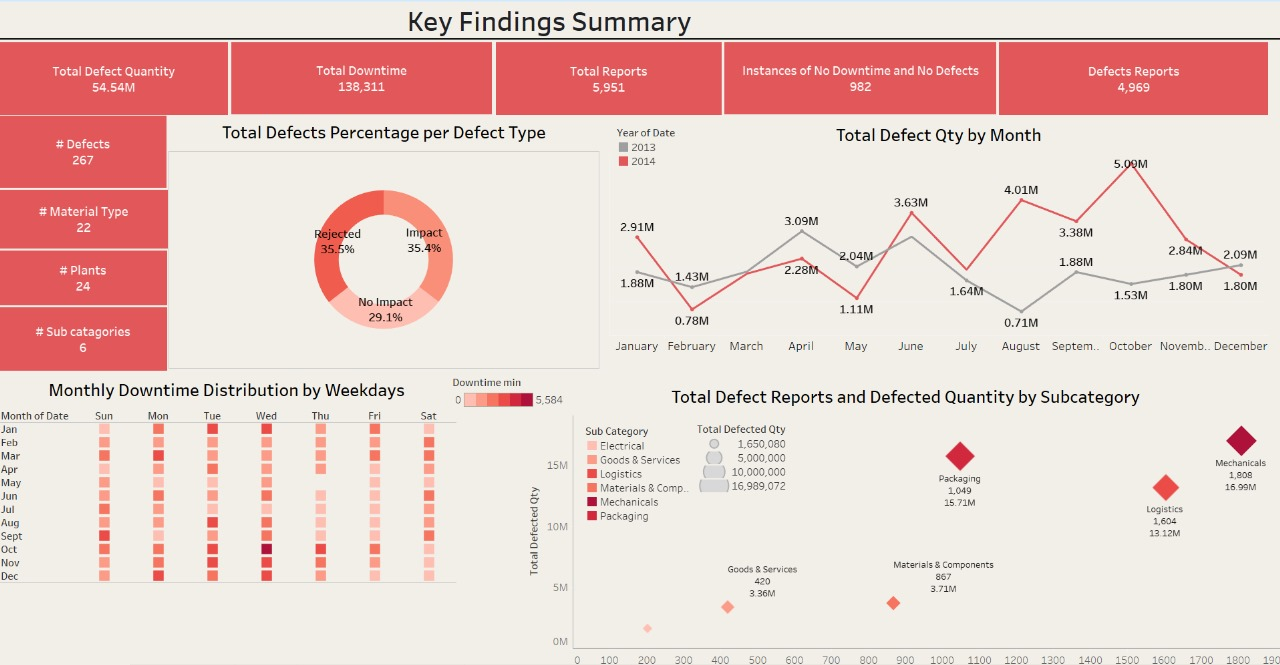 Key Findings Summary
Total Defect Quantity
54.54M
Total Downtime
138,311
Total Reports
5,951
Instances of No Downtime and No Defects
982
Defects Reports
4,969
# Defects
267
# Material Type
22
# Plants
24
# Sub catagories
6
Total Defects Percentage per Defect Type
Rejected
35.5%
Impact
35.4%
No Impact
29.1%
Year of Date
2013
2014
Total Defect Qty by Month
2.91M
1.88M
1.43M
0.78M
3.09M
2.28M
2.04M
1.11M
3.63M
1.64M
4.01M
0.71M
3.38M
1.88M
5.09M
1.53M
2.84M
1.80M
2.09M
1.80M
January February March April May June July August Septem.. October Novemb.. December
Monthly Downtime Distribution by Weekdays
Downtime min
0 5,584
Month of Date Sun Mon Tue Wed Thu Fri Sat
Jan
Feb
Mar
Apr
May
Jun
Jul
Aug
Sept
Oct
Nov
Dec
Total Defect Reports and Defected Quantity by Subcategory
Sub Category
Electrical
Goods & Services
Logistics
Materials & Comp..
Mechanicals
Packaging
Total Defected Qty
1,650,080
5,000,000
10,000,000
16,989,072
Total Defected Qty
15M
10M
5M
0M
Packaging
1,049
15.71M
Mechanicals
1,808
16.99M
Logistics
1,604
13.12M
Goods & Services
420
3.36M
Materials & Components
867
3.71M
0 100 200 300 400 500 600 700 800 900 1000 1100 1200 1300 1400 1500 1600 1700 1800